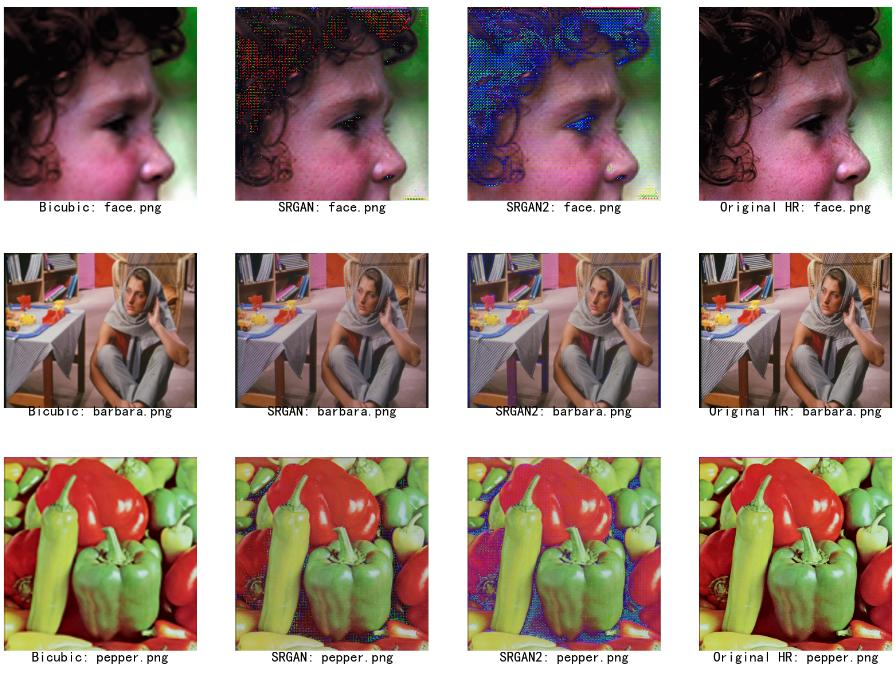 Bicubic: face.png
SRGAN: face.png
SRGAN2: face.png
Original HR: face.png
Bicubic: barbara.png
SRGAN: barbara.png
SRGAN2: barbara.png
Original HR: barbara.png
Bicubic: pepper.png
SRGAN: pepper.png
SRGAN2: pepper.png
Original HR: pepper.png